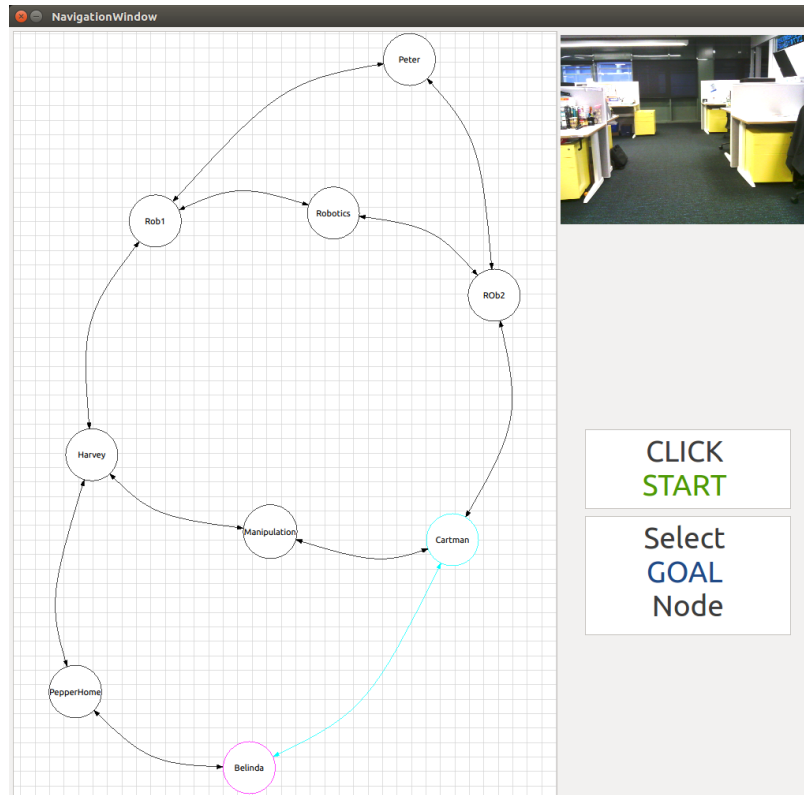 NavigationWindow
Peter
Rob1
Robotics
ROb2
Harvey
Manipulation
Cartman
PepperHome
Belinda
CLICK
START
Select
GOAL
Node